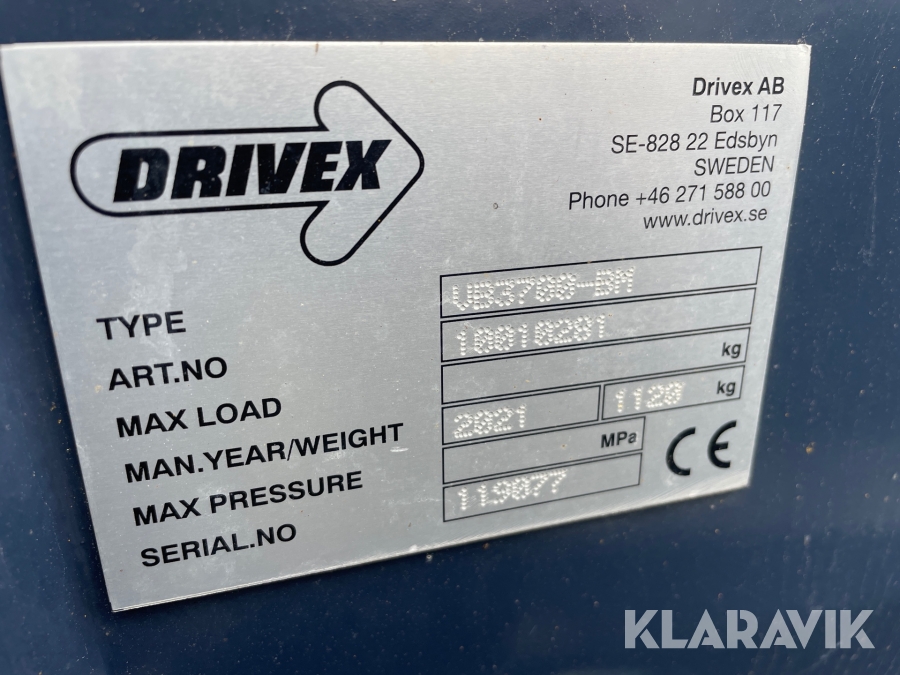 DRIVEX
Drivex AB
Box 117
SE-828 22 Edsbyn
SWEDEN
Phone +46 271 588 00
www.drivex.se
TYPE VB3700-BM
ART.NO 10010201
MAX LOAD kg
MAN.YEAR/WEIGHT 2021 1120 kg
MAX PRESSURE MPa
SERIAL.NO 119077
CE
KLARAVIK